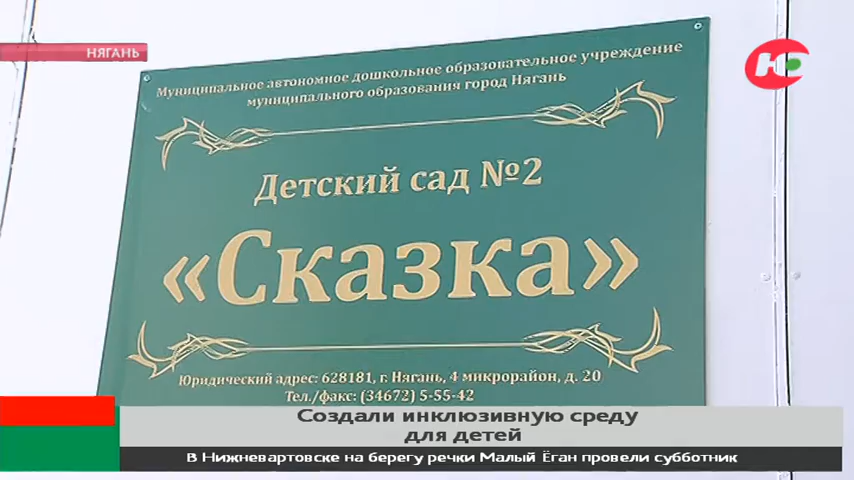 НЯГАНЬ
Ю
Муниципальное автономное дошкольное образовательное учреждение
муниципального образования город Нягань
Детский сад №2
«Сказка»
Юридический адрес: 628181, г. Нягань, 4 микрорайон, д. 20
Тел./факс: (34672) 5-55-42
Создали инклюзивную среду
для детей
В Нижневартовске на берегу речки Малый Ёган провели субботник